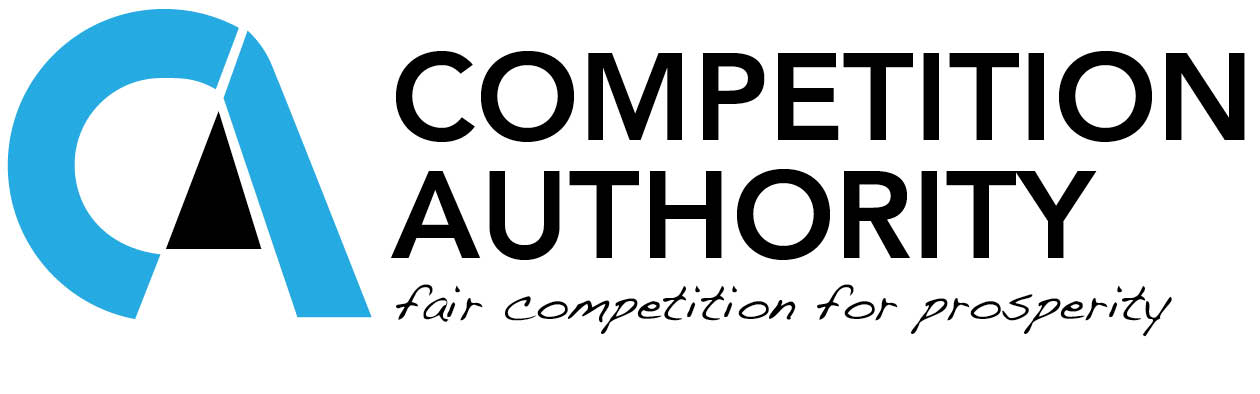 COMPETITION
AUTHORITY
fair competition for prosperity